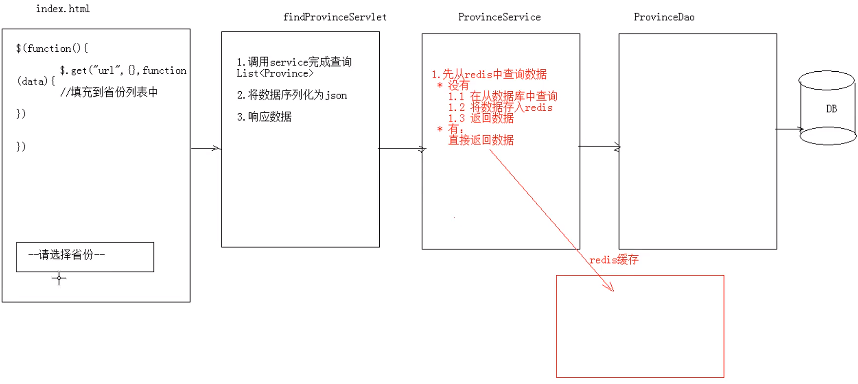 index.html
$(function(){
$.get("url",{},function
(data){
//填充到省份列表中
})
})
--请选择省份--
findProvinceServlet
1.调用service完成查询
List<Province>
2.将数据序列化为json
3.响应数据
ProvinceService
1.先从redis中查询数据
* 没有
1.1 在从数据库中查询
1.2 将数据存入redis
1.3 返回数据
* 有;
直接返回数据
ProvinceDao
DB
redis缓存